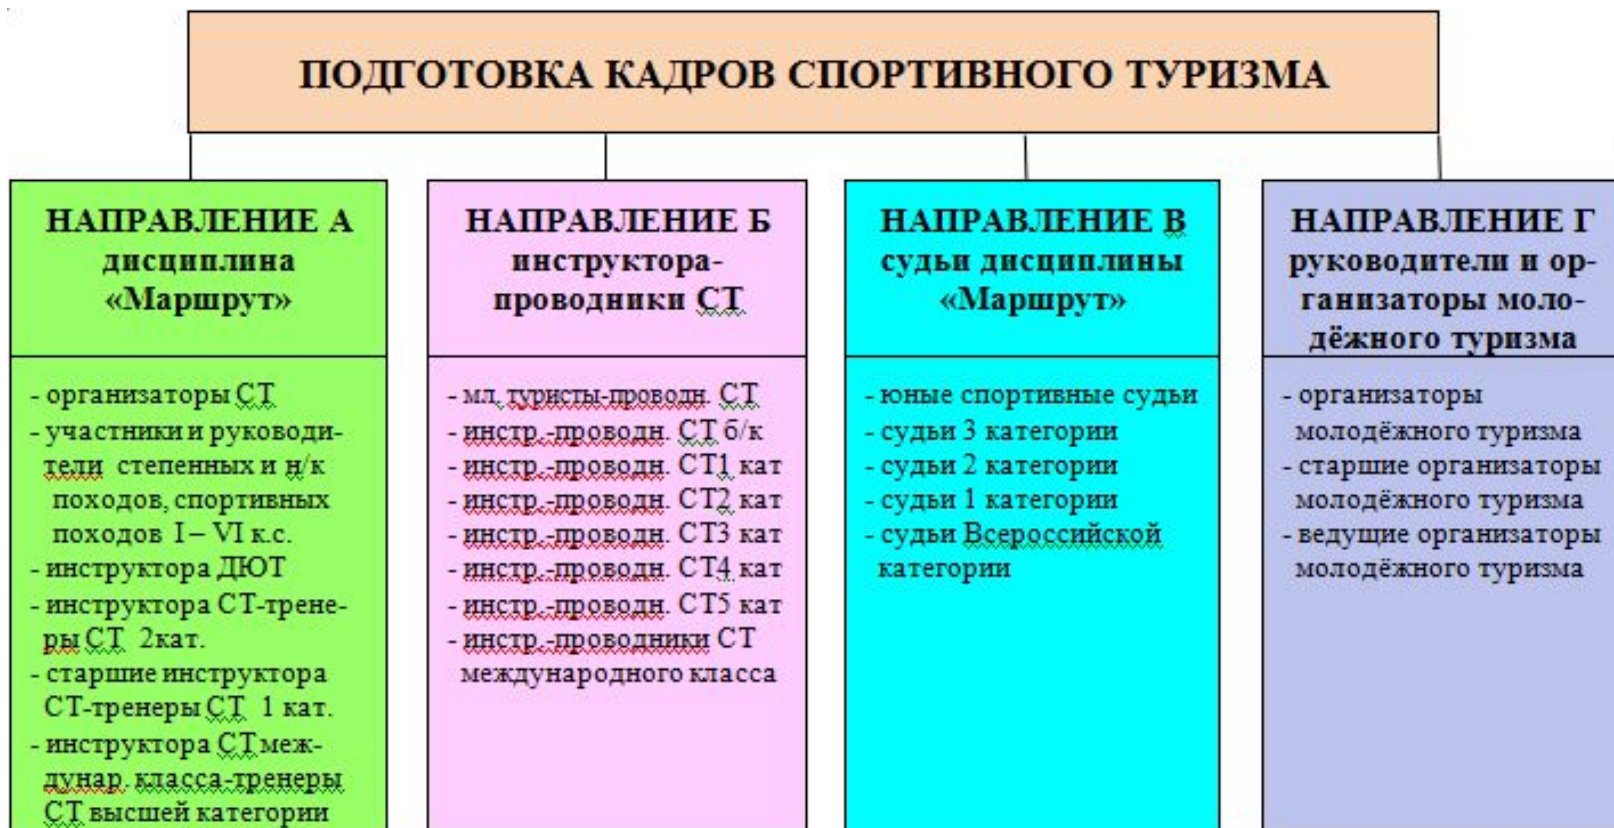 ПОДГОТОВКА КАДРОВ СПОРТИВНОГО ТУРИЗМА
НАПРАВЛЕНИЕ А
дисциплина
«Маршрут»
- организаторы СТ
- участники и руководи-
тели степенных и н/к
походов, спортивных
походов I – VI к.с.
- инструктора ДЮТ
- инструктора СТ-трене-
ры СТ 2кат.
- старшие инструктора
СТ-тренеры СТ 1 кат.
- инструктора СТ меж-
дунар. класса-тренеры
СТ высшей категории
НАПРАВЛЕНИЕ Б
инструктора-
проводники СТ
- мл. туристы-проводн. СТ
- инстр.-проводн. СТ б/к
- инстр.-проводн. СТ1 кат
- инстр.-проводн. СТ2 кат
- инстр.-проводн. СТ3 кат
- инстр.-проводн. СТ4 кат
- инстр.-проводн. СТ5 кат
- инстр.-проводники СТ
международного класса
НАПРАВЛЕНИЕ В
судьи дисциплины
«Маршрут»
- юные спортивные судьи
- судьи 3 категории
- судьи 2 категории
- судьи 1 категории
- судьи Всероссийской
категории
НАПРАВЛЕНИЕ Г
руководители и ор-
ганизаторы моло-
дёжного туризма
- организаторы
молодёжного туризма
- старшие организаторы
молодёжного туризма
- ведущие организаторы
молодёжного туризма